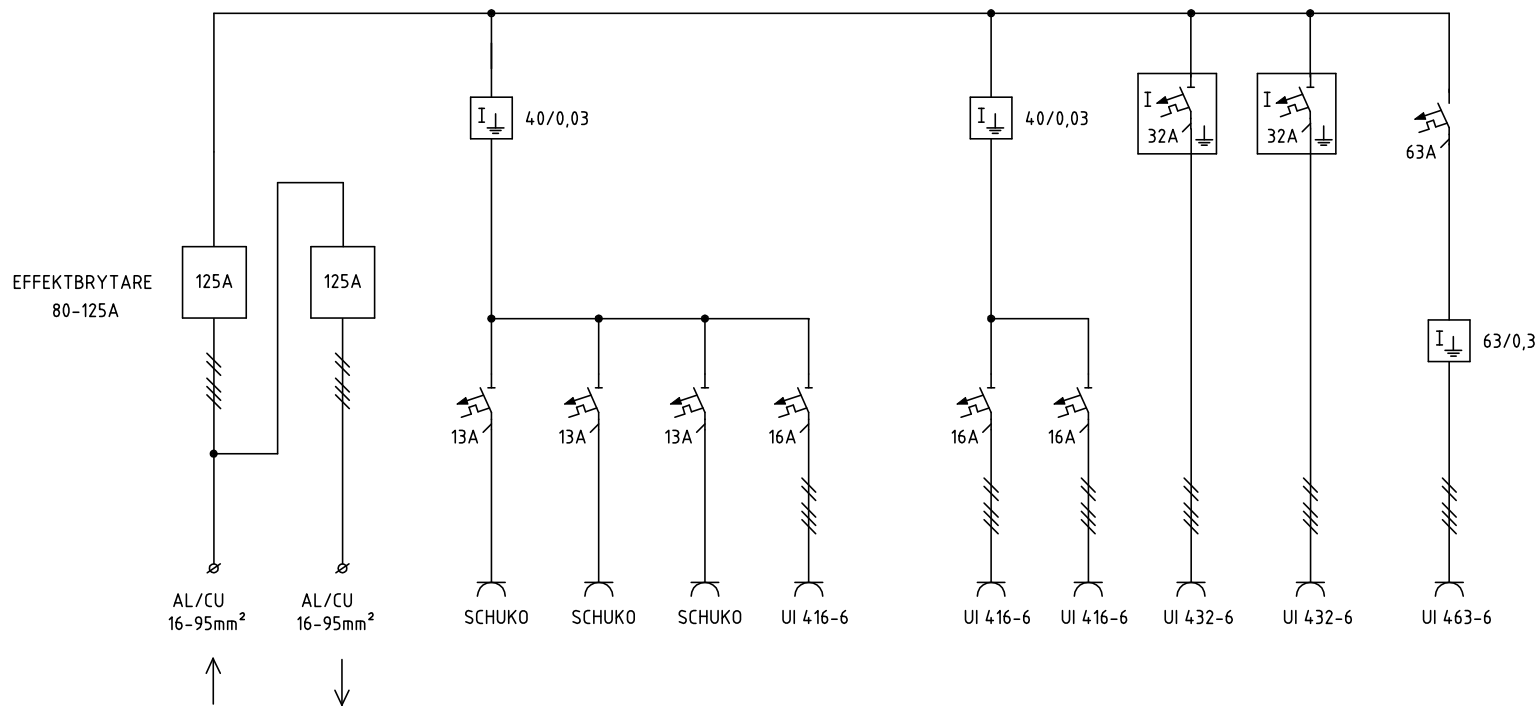 I
40/0,03
I
40/0,03
I
32A
I
32A
63A
EFFEKTBRYTARE
80-125A
125A
125A
I
63/0,3
13A
13A
13A
16A
16A
16A
AL/CU
16-95mm²
AL/CU
16-95mm²
SCHUKO
SCHUKO
SCHUKO
UI 416-6
UI 416-6
UI 416-6
UI 432-6
UI 432-6
UI 463-6